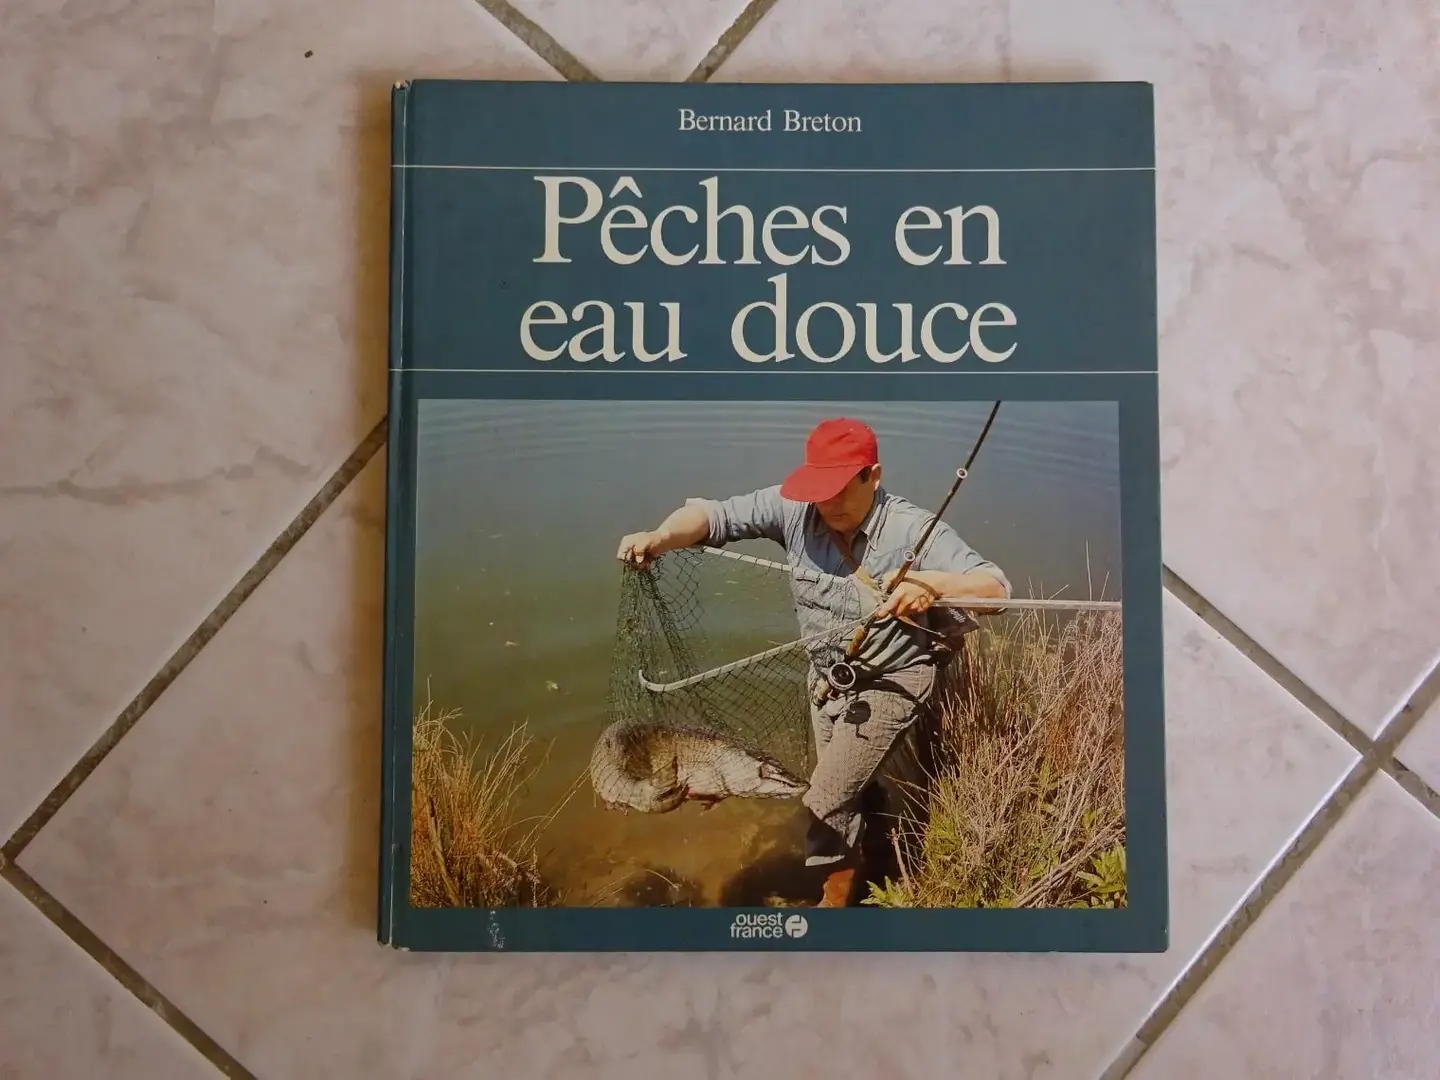 Bernard Breton
Pêches en
eau douce
ouest
france